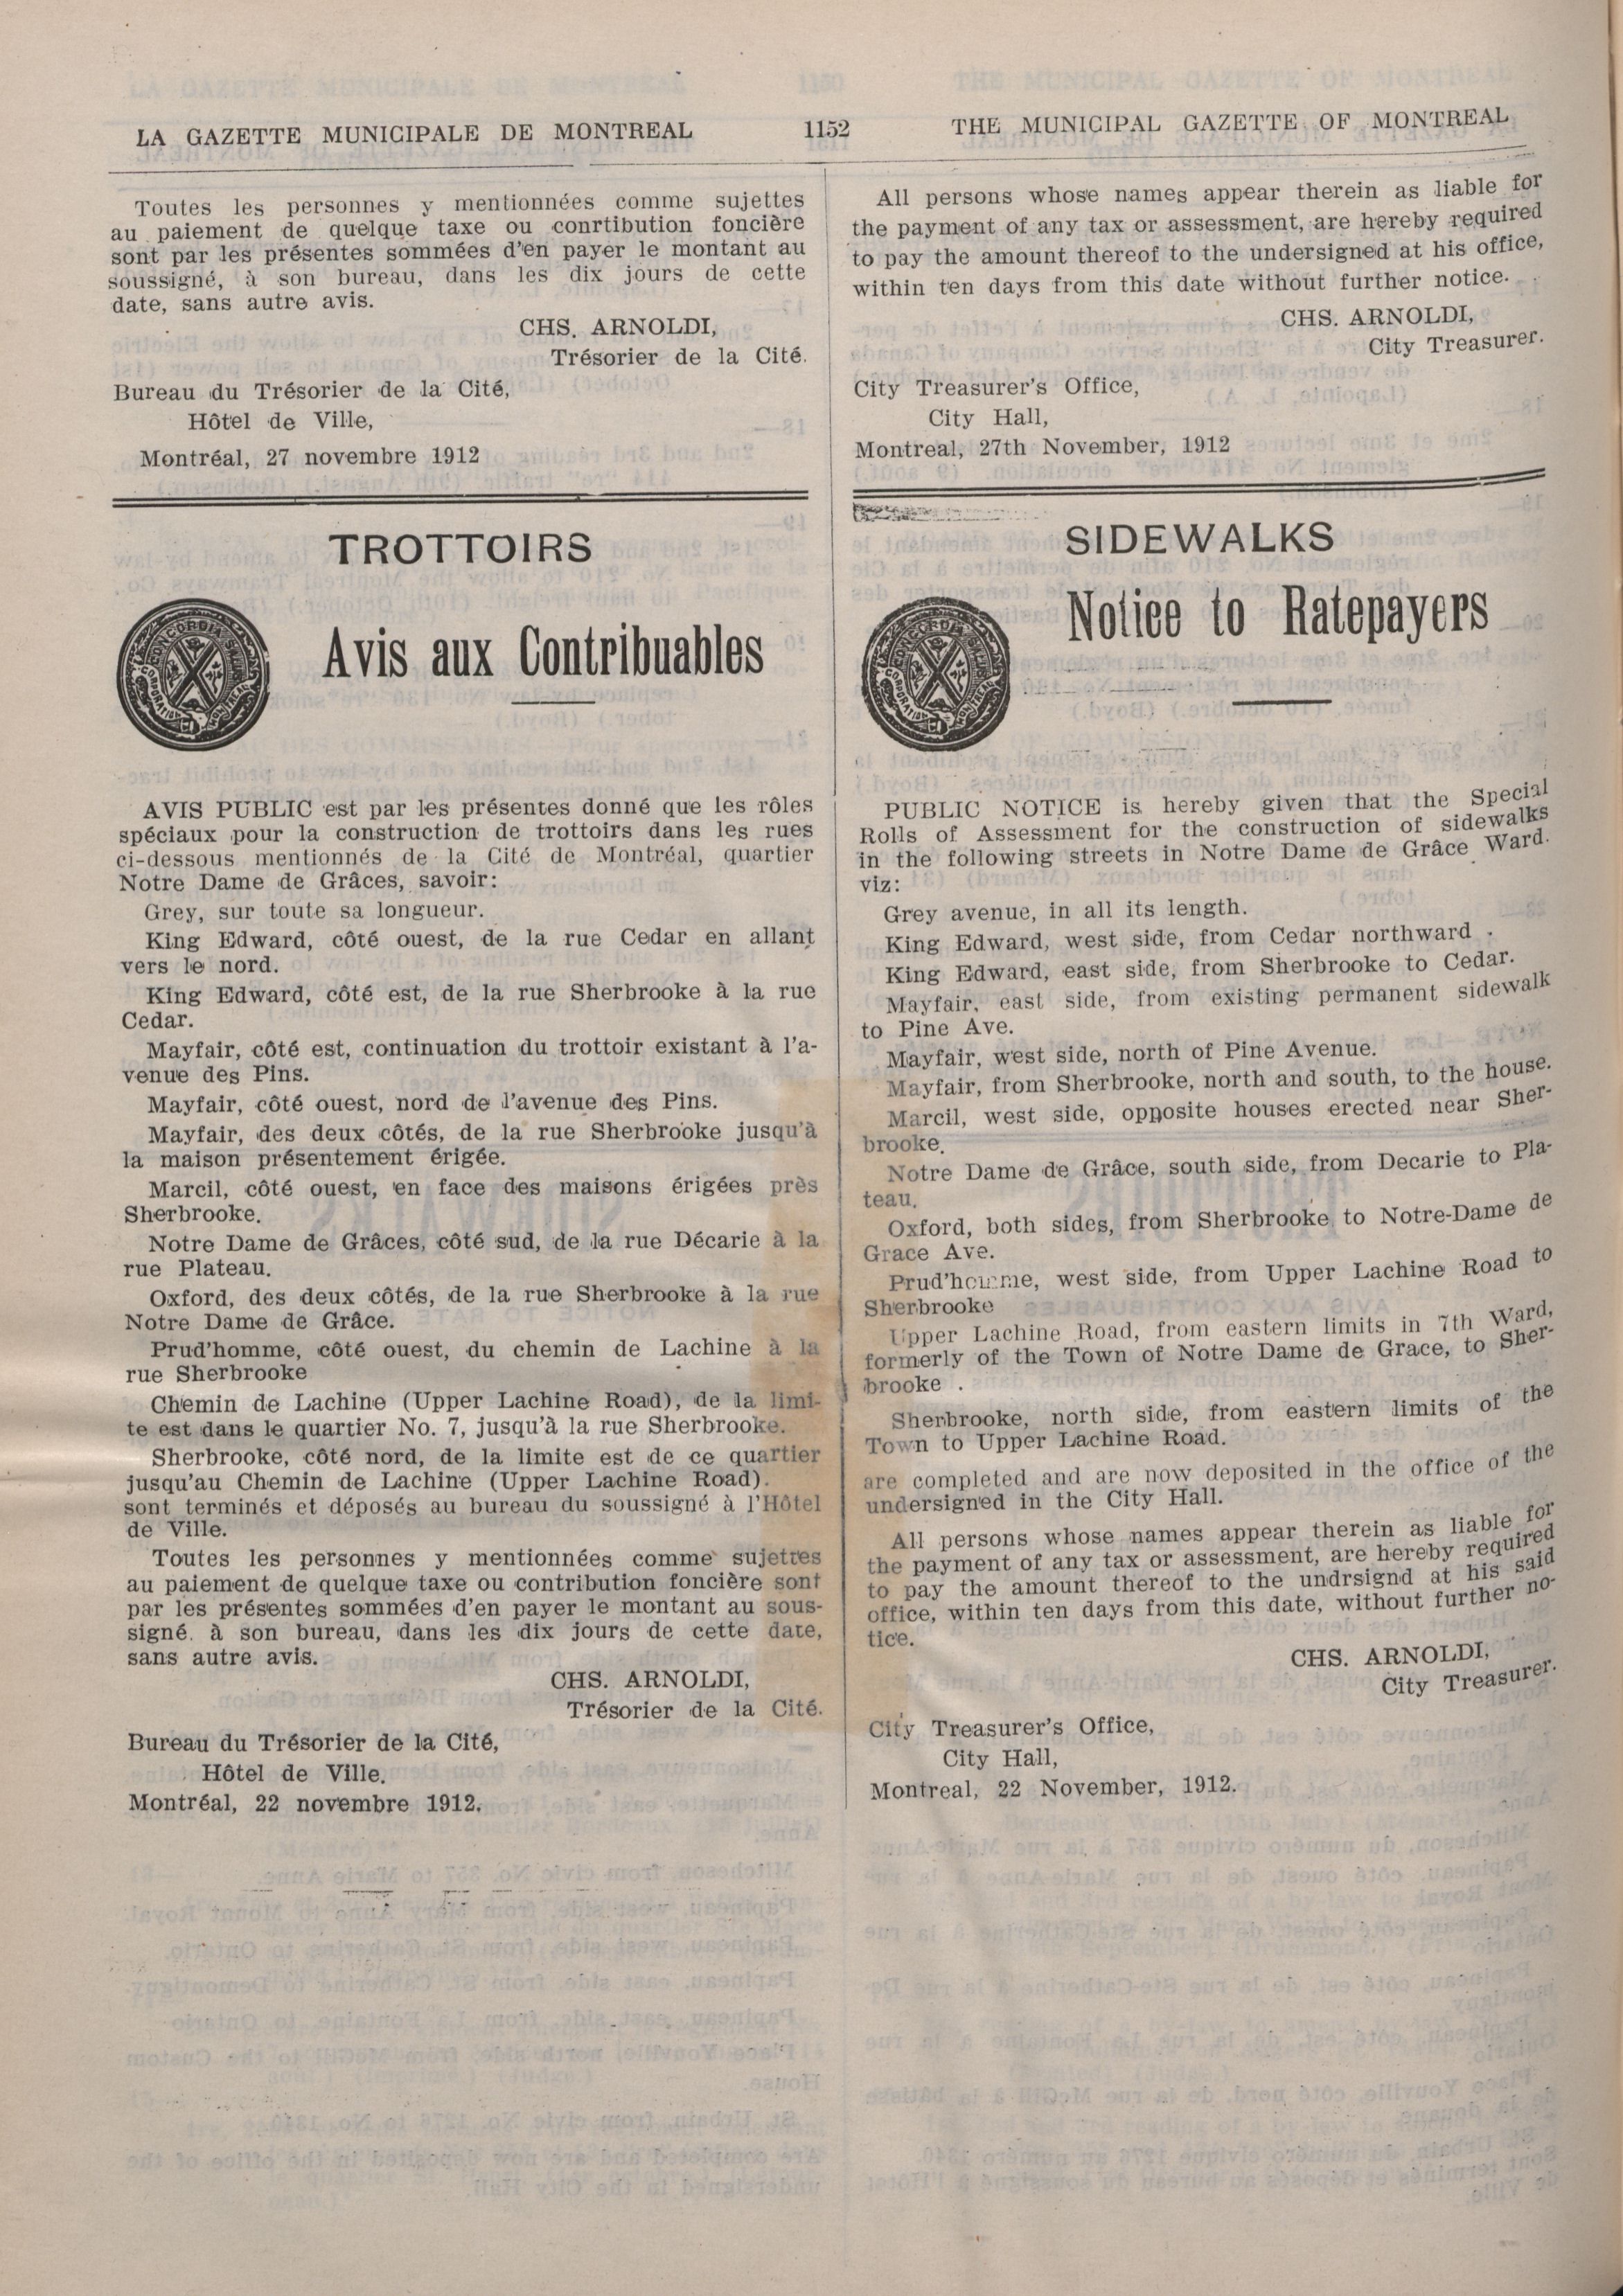 LA GAZETTE MUNICIPALE DE MONTREAL
1152
THE MUNICIPAL GAZETTE OF MONTREAL
Toutes les personnes y mentionnées comme sujettes
au paiement de quelque taxe ou conrtibution foncière
sont par les présentes sommées d'en payer le montant au
soussigné, à son bureau, dans les dix jours de cette
date, sans autre avis.
CHS. ARNOLDI,
Trésorier de la Cité.
Bureau du Trésorier de la Cité,
Hôtel de Ville,
Montréal, 27 novembre 1912
TROTTOIRS
Avis aux Contribuables
AVIS PUBLIC est par les présentes donné que les rôles
spéciaux pour la construction de trottoirs dans les rues
ci-dessous mentionnés de la Cité de Montréal, quartier
Notre Dame de Grâces, savoir:
Grey, sur toute sa longueur.
King Edward, côté ouest, de la rue Cedar en allant
vers le nord.
King Edward, côté est, de la rue Sherbrooke à la rue
Cedar.
Mayfair, côté est, continuation du trottoir existant à l'a-
venue des Pins.
Mayfair, côté ouest, nord de l'avenue des Pins.
Mayfair, des deux côtés, de la rue Sherbrooke jusqu'à
la maison présentement érigée.
Marcil, côté ouest, en face des maisons érigées près
Sherbrooke.
Notre Dame de Grâces, côté sud, de la rue Décarie à la
rue Plateau.
Oxford, des deux côtés, de la rue Sherbrooke à la rue
Notre Dame de Grâce.
Prud'homme, côté ouest, du chemin de Lachine à la
rue Sherbrooke
Chemin de Lachine (Upper Lachine Road), de la limi-
te est dans le quartier No. 7, jusqu'à la rue Sherbrooke.
Sherbrooke, côté nord, de la limite est de ce quartier
jusqu'au Chemin de Lachine (Upper Lachine Road).
sont terminés et déposés au bureau du soussigné à l'Hôtel
de Ville.
Toutes les personnes y mentionnées comme sujettes
au paiement de quelque taxe ou contribution foncière sont
par les présentes sommées d'en payer le montant au sous-
signé. à son bureau, dans les dix jours de cette date,
sans autre avis.
CHS. ARNOLDI,
Trésorier de la Cité.
Bureau du Trésorier de la Cité,
Hôtel de Ville.
Montréal, 22 novembre 1912.
All persons whose names appear therein as liable for
the payment of any tax or assessment, are hereby required
to pay the amount thereof to the undersigned at his office,
within ten days from this date without further notice.
CHS. ARNOLDI,
City Treasurer.
City Treasurer's Office,
City Hall,
Montreal, 27th November, 1912
SIDEWALKS
Notice to Ratepayers
PUBLIC NOTICE is hereby given that the Special
Rolls of Assessment for the construction of sidewalks
in the following streets in Notre Dame de Grâce Ward.
viz:
Grey avenue, in all its length.
King Edward, west side, from Cedar northward .
King Edward, east side, from Sherbrooke to Cedar.
Mayfair, east side, from existing permanent sidewalk
to Pine Ave.
Mayfair, west side, north of Pine Avenue.
Mayfair, from Sherbrooke, north and south, to the house.
Marcil, west side, opposite houses erected near Sher-
brooke.
Notre Dame de Grâce, south side, from Decarie to Pla-
teau.
Oxford, both sides, from Sherbrooke to Notre-Dame de
Grace Ave.
Prud'homme, west side, from Upper Lachine Road to
Sherbrooke
Upper Lachine Road, from eastern limits in 7th Ward,
formerly of the Town of Notre Dame de Grace, to Sher-
brooke .
Sherbrooke, north side, from eastern limits of the
Town to Upper Lachine Road.
are completed and are now deposited in the office of the
undersigned in the City Hall.
All persons whose names appear therein as liable for
the payment of any tax or assessment, are hereby required
to pay the amount thereof to the undrsignd at his said
office, within ten days from this date, without further no-
tice.
CHS. ARNOLDI,
City Treasurer.
City Treasurer's Office,
City Hall,
Montreal, 22 November, 1912.